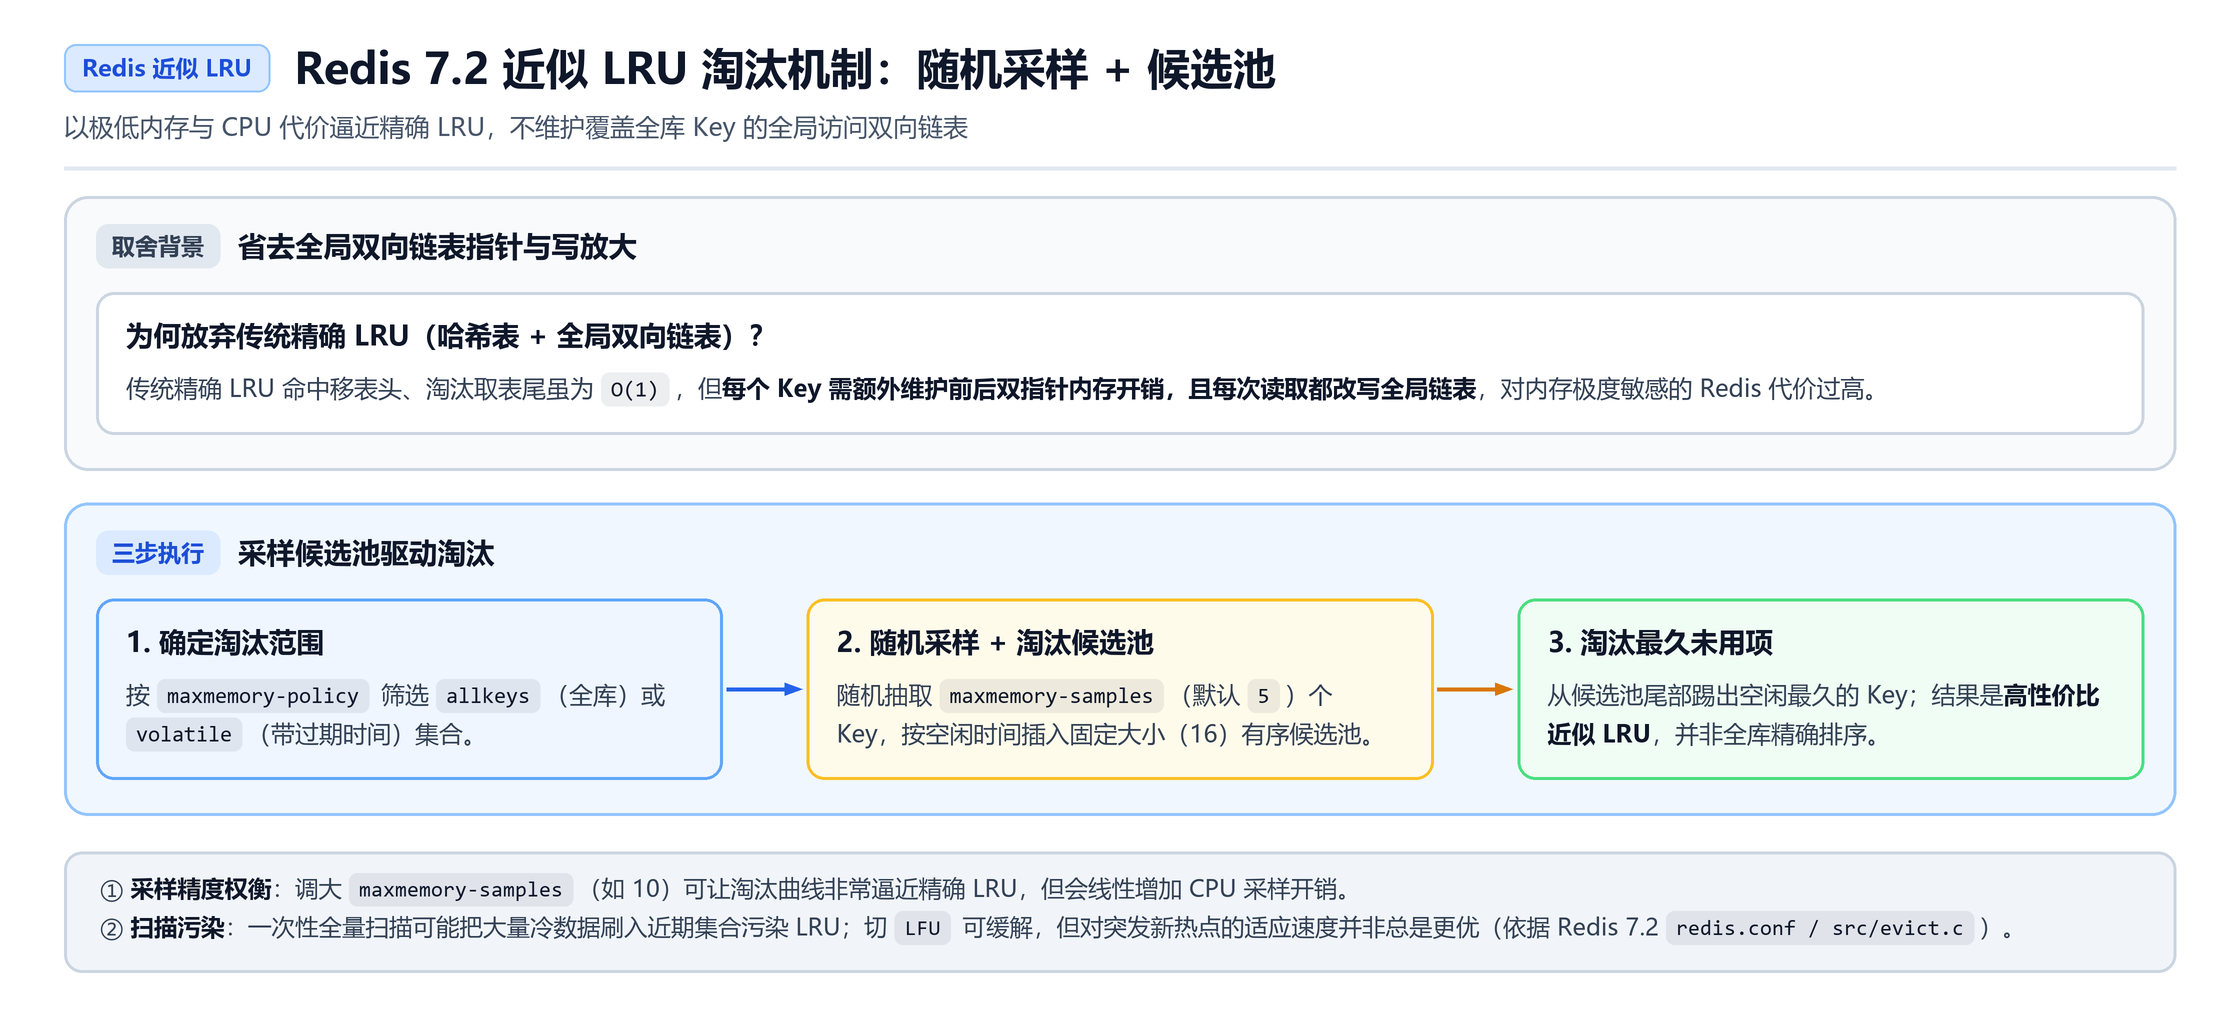 Redis 近似 LRU
Redis 7.2 近似 LRU 淘汰机制：随机采样 + 候选池
以极低内存与 CPU 代价逼近精确 LRU，不维护覆盖全库 Key 的全局访问双向链表
取舍背景
省去全局双向链表指针与写放大
为何放弃传统精确 LRU（哈希表 + 全局双向链表）？
传统精确 LRU 命中移表头、淘汰取表尾虽为 O(1)，但每个 Key 需额外维护前后双指针内存开销，且每次读取都改写全局链表，对内存极度敏感的 Redis 代价过高。
三步执行
采样候选池驱动淘汰
1. 确定淘汰范围
按 maxmemory-policy 筛选 allkeys（全库）或
volatile（带过期时间）集合。
2. 随机采样 + 淘汰候选池
随机抽取 maxmemory-samples（默认 5）个
Key，按空闲时间插入固定大小（16）有序候选池。
3. 淘汰最久未用项
从候选池尾部踢出空闲最久的 Key；结果是高性价比
近似 LRU，并非全库精确排序。
① 采样精度权衡：调大 maxmemory-samples（如 10）可让淘汰曲线非常逼近精确 LRU，但会线性增加 CPU 采样开销。
② 扫描污染：一次性全量扫描可能把大量冷数据刷入近期集合污染 LRU；切 LFU 可缓解，但对突发新热点的适应速度并非总是更优（依据 Redis 7.2 redis.conf / src/evict.c）。